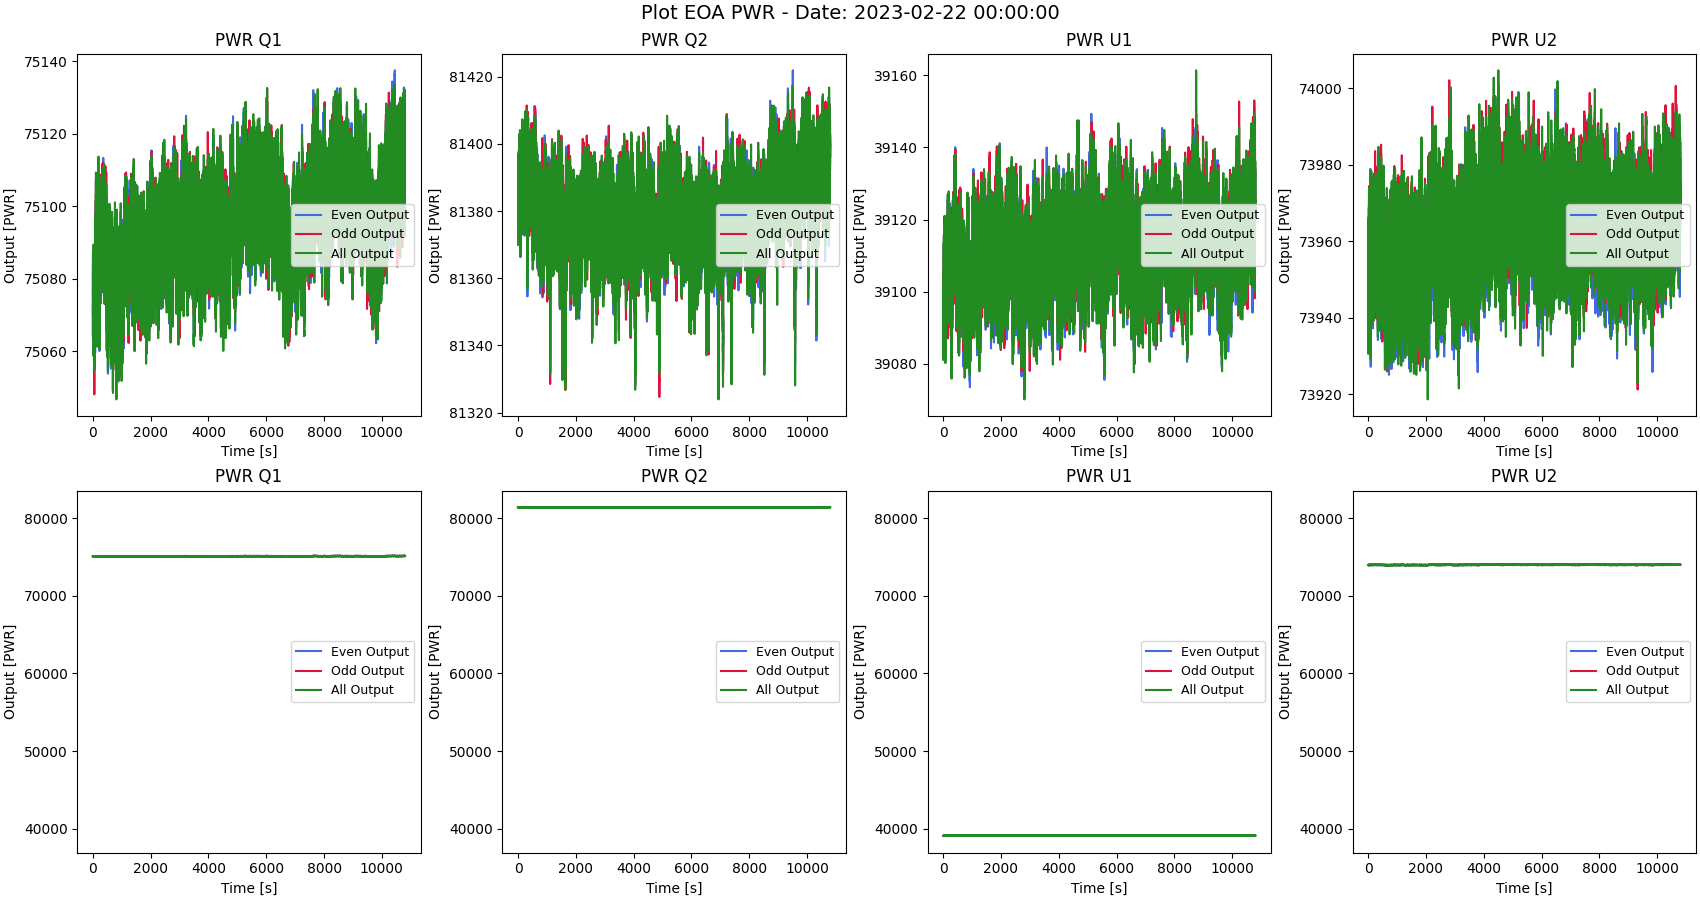 Plot EOA PWR - Date: 2023-02-22 00:00:00
PWR Q1
75140
75120
75100
75080
75060
0 2000 4000 6000 8000 10000
Time [s]
Output [PWR]
Even Output
Odd Output
All Output
PWR Q2
81420
81400
81380
81360
81340
81320
0 2000 4000 6000 8000 10000
Time [s]
Output [PWR]
Even Output
Odd Output
All Output
PWR U1
39160
39140
39120
39100
39080
0 2000 4000 6000 8000 10000
Time [s]
Output [PWR]
Even Output
Odd Output
All Output
PWR U2
74000
73980
73960
73940
73920
0 2000 4000 6000 8000 10000
Time [s]
Output [PWR]
Even Output
Odd Output
All Output
PWR Q1
80000
70000
60000
50000
40000
0 2000 4000 6000 8000 10000
Time [s]
Output [PWR]
Even Output
Odd Output
All Output
PWR Q2
80000
70000
60000
50000
40000
0 2000 4000 6000 8000 10000
Time [s]
Output [PWR]
Even Output
Odd Output
All Output
PWR U1
80000
70000
60000
50000
40000
0 2000 4000 6000 8000 10000
Time [s]
Output [PWR]
Even Output
Odd Output
All Output
PWR U2
80000
70000
60000
50000
40000
0 2000 4000 6000 8000 10000
Time [s]
Output [PWR]
Even Output
Odd Output
All Output